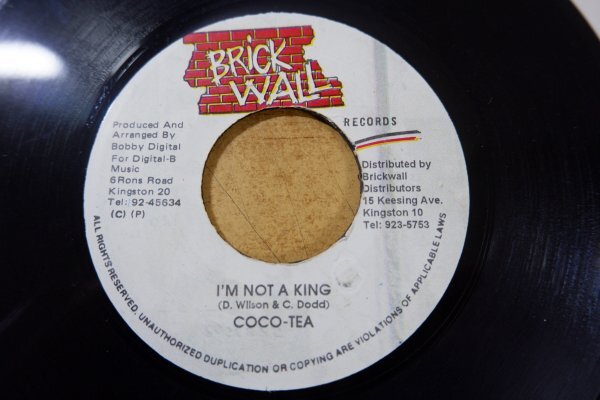 BRICK
WALL
RECORDS
Produced And
Arranged By
Bobby Digital
For Digital-B
Music
6Rons Road
Kingston 20
Tel: 92-45634
(C) (P)
Distributed by
Brickwall
Distributors
15 Keesing Ave.
Kingston 10
Tel: 923-5753
I'M NOT A KING
(D. Wilson & C. Dodd)
COCO-TEA
ALL RIGHTS RESERVED. UNAUTHORIZED DUPLICATION OR COPYING ARE VIOLATIONS OF APPLICABLE LAWS